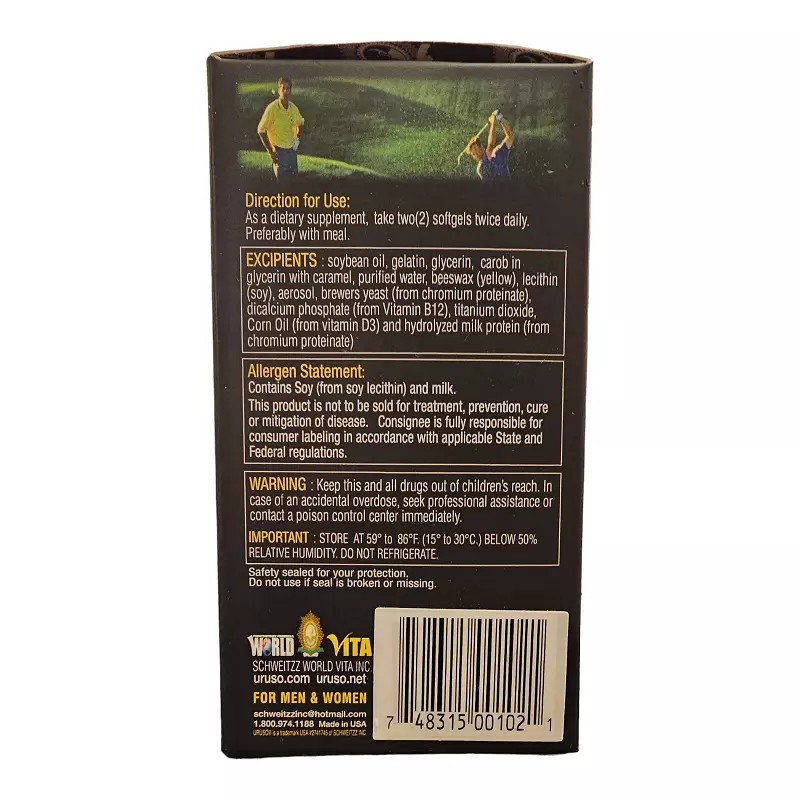 Direction for Use:
As a dietary supplement, take two(2) softgels twice daily.
Preferably with meal.
EXCIPIENTS : soybean oil, gelatin, glycerin, carob in
glycerin with caramel, purified water, beeswax (yellow), lecithin
(soy), aerosol, brewers yeast (from chromium proteinate),
dicalcium phosphate (from Vitamin B12), titanium dioxide,
Corn Oil (from vitamin D3) and hydrolyzed milk protein (from
chromium proteinate)
Allergen Statement:
Contains Soy (from soy lecithin) and milk.
This product is not to be sold for treatment, prevention, cure
or mitigation of disease. Consignee is fully responsible for
consumer labeling in accordance with applicable State and
Federal regulations.
WARNING : Keep this and all drugs out of children's reach. In
case of an accidental overdose, seek professional assistance or
contact a poison control center immediately.
IMPORTANT : STORE AT 59° to 86°F. (15° to 30°C.) BELOW 50%
RELATIVE HUMIDITY. DO NOT REFRIGERATE.
Safety sealed for your protection.
Do not use if seal is broken or missing.
WORLD VITA
SCHWEITZZ WORLD VITA INC.
uruso.com uruso.net
FOR MEN & WOMEN
schweitzzinc@hotmail.com
1.800.974.1188 Made in USA
URUSO® is a trademark USA #2741745 of SCHWEITZZ INC.
7 48315 00102 1